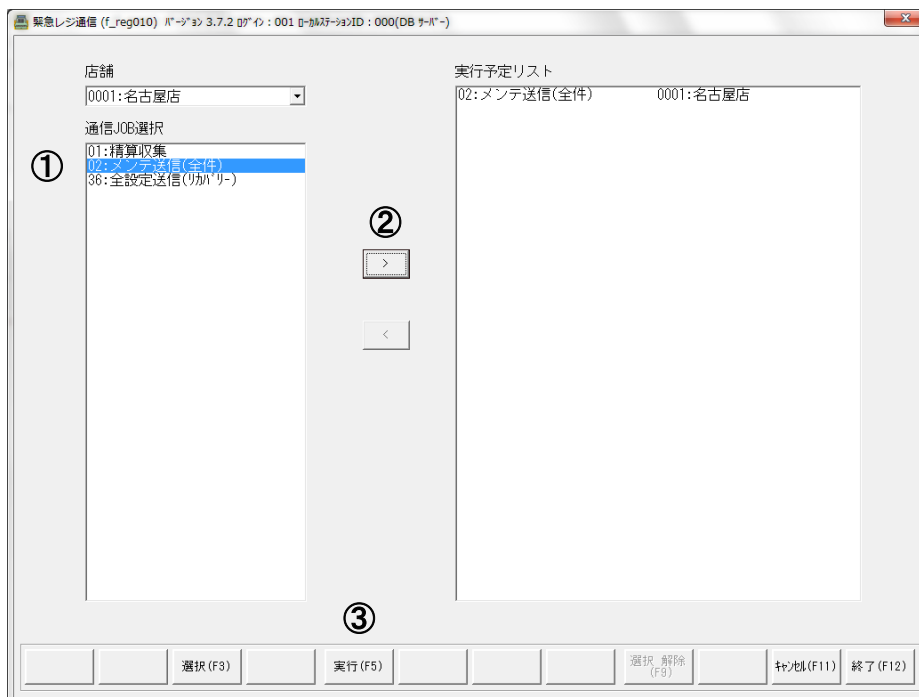 緊急レジ通信 (f_reg010) ﾊﾞｰｼﾞｮﾝ 3.7.2 ﾛｸﾞｲﾝ : 001 ﾛｰｶﾙｽﾃｰｼｮﾝID : 000(DB ｻｰﾊﾞｰ)
店舗
0001:名古屋店
通信JOB選択
①
01:精算収集
02:メンテ送信(全件)
36:全設定送信(ﾘｶﾊﾞﾘｰ)
②
>
<
実行予定リスト
02:メンテ送信(全件) 0001:名古屋店
③
選択(F3)
実行(F5)
選択 解除
(F9)
ｷｬﾝｾﾙ(F11)
終了(F12)